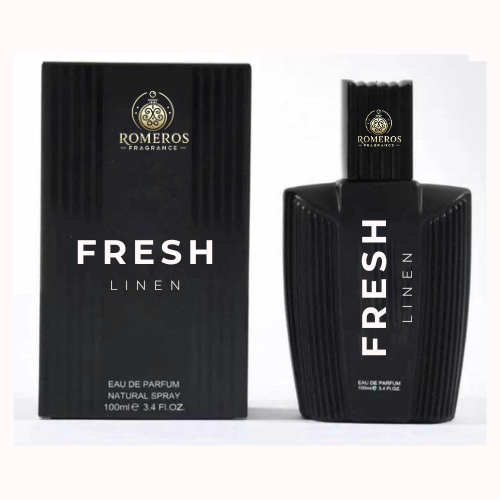 ROMEROS
FRAGRANCE
FRESH
LINEN
EAU DE PARFUM
NATURAL SPRAY
100ml e 3.4 Fl.OZ.
ROMEROS
FRAGRANCE
FRESH
LINEN
EAU DE PARFUM
100ml e 3.4 Fl.OZ.